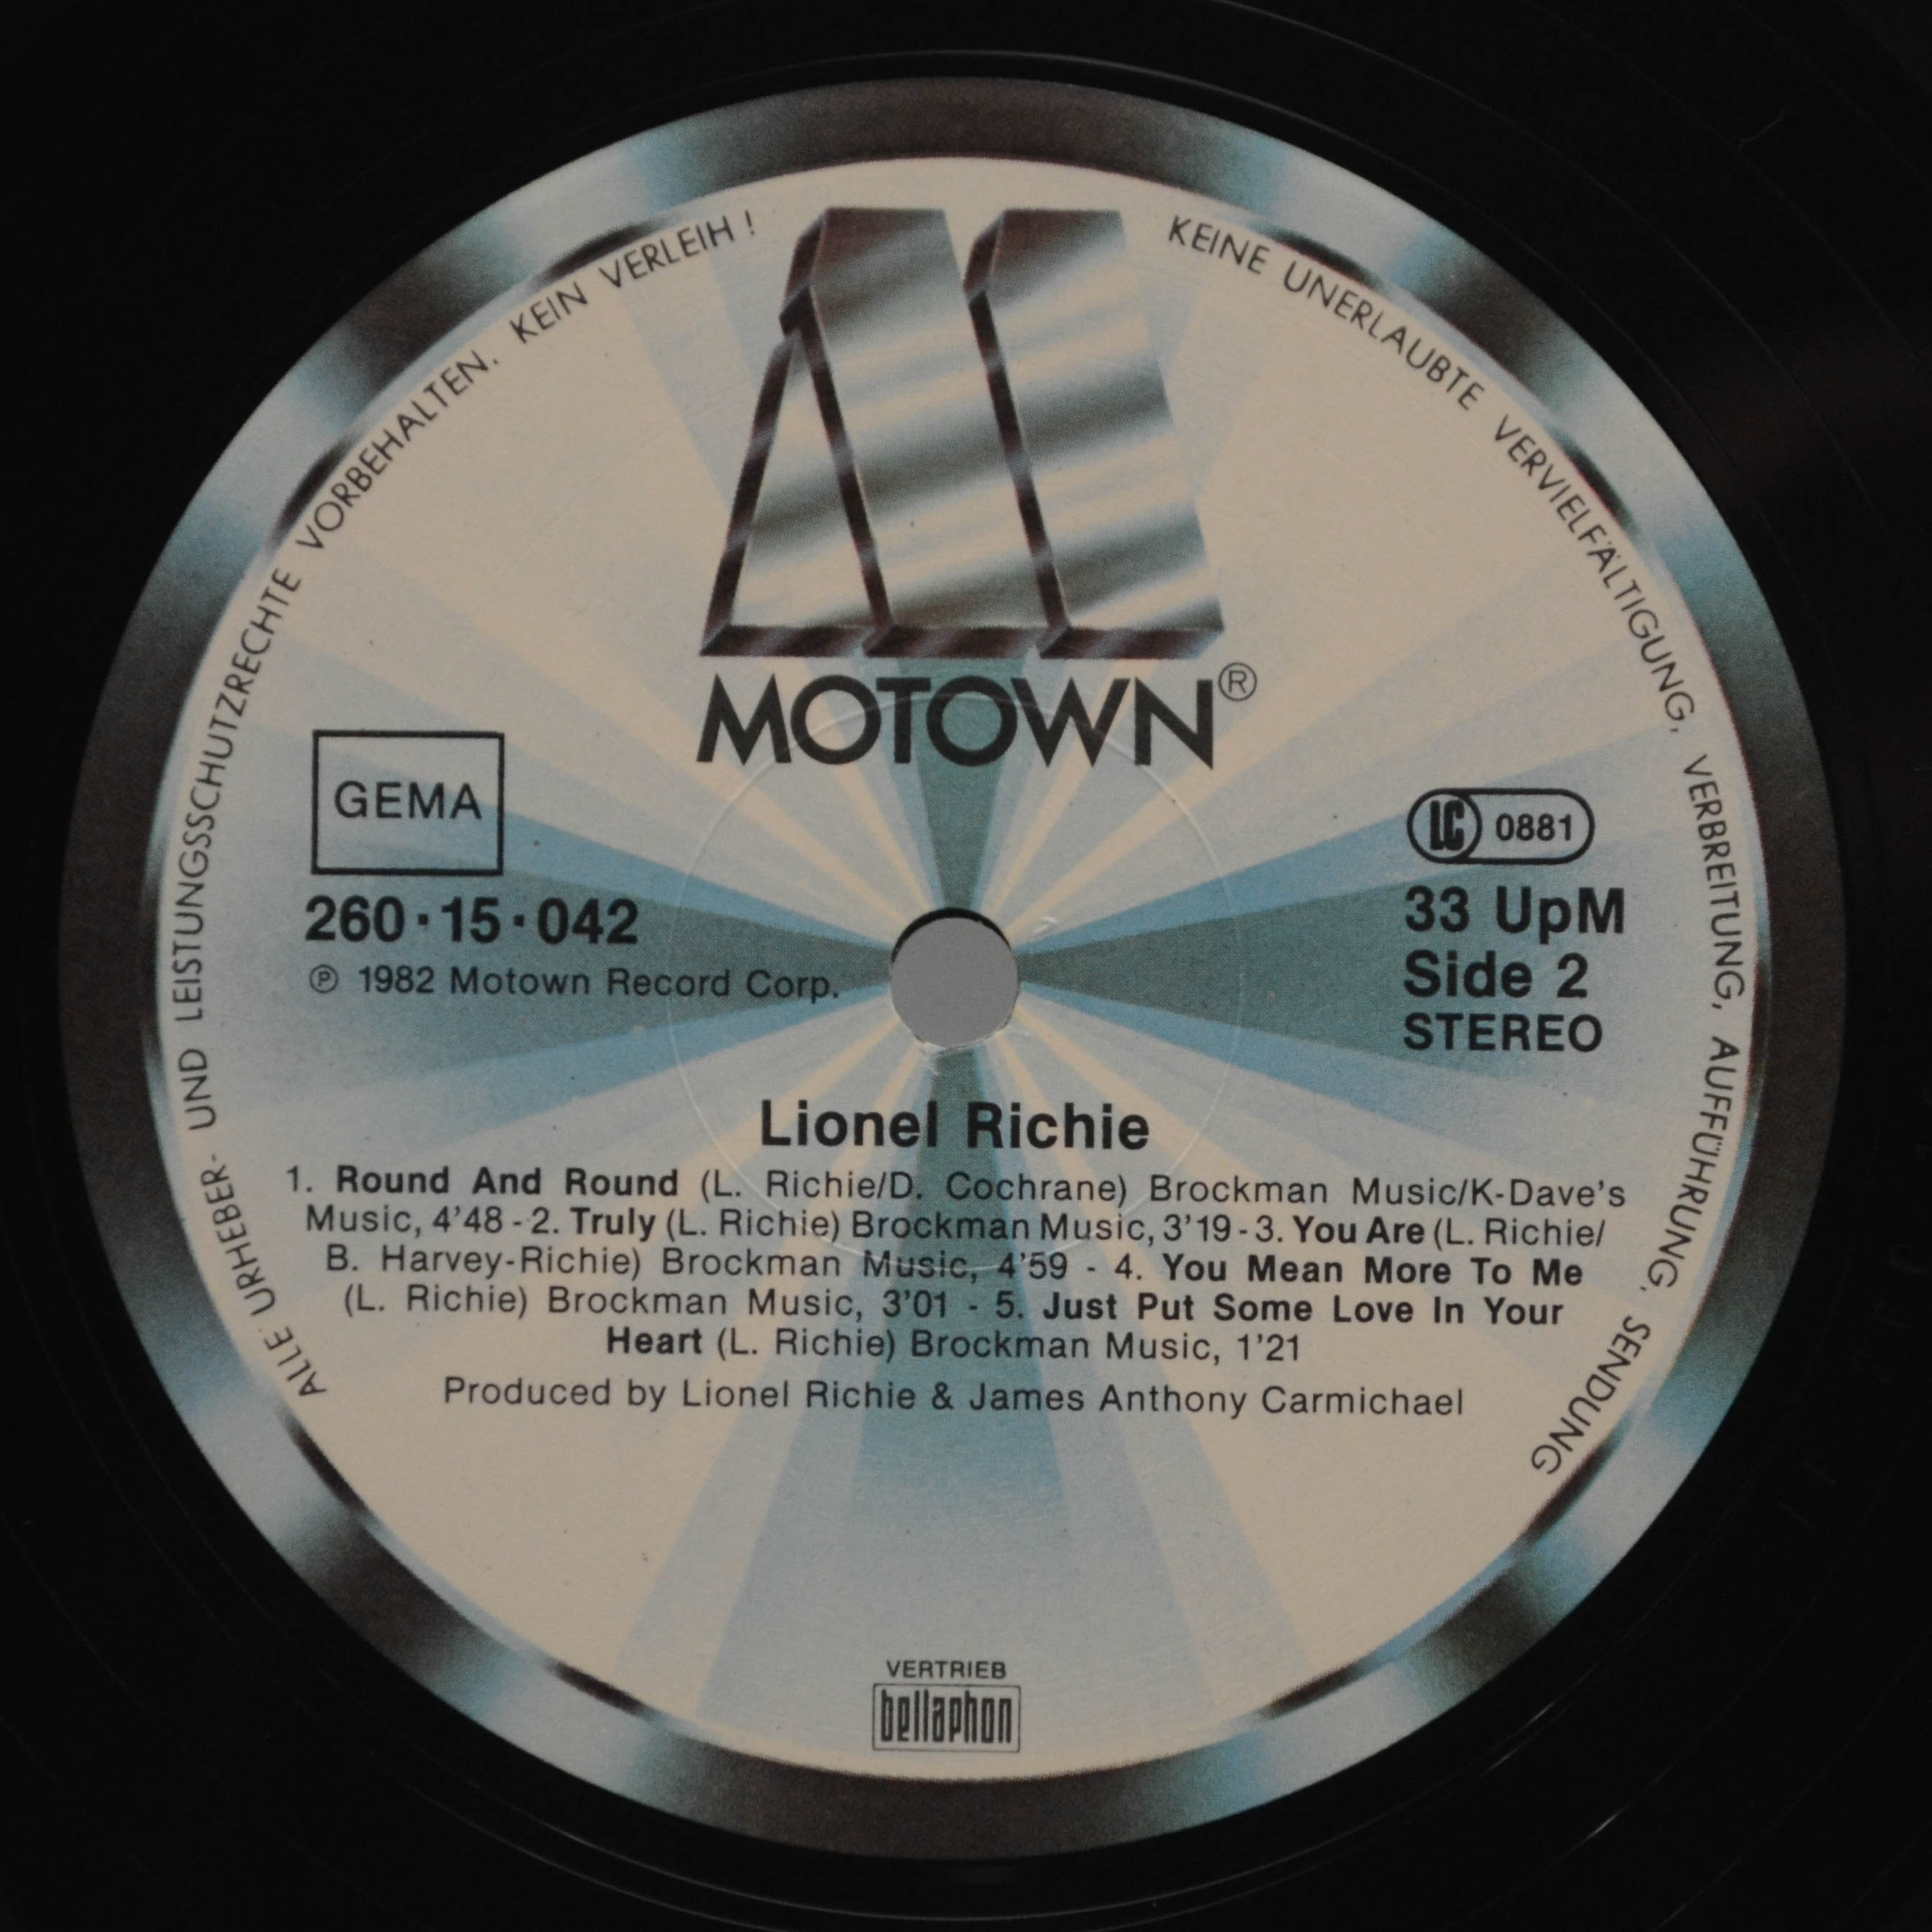 ALLE URHEBER- UND LEISTUNGSSCHUTZRECHTE VORBEHALTEN. KEIN VERLEIH !
KEINE UNERLAUBTE VERVIELFÄLTIGUNG, VERBREITUNG, AUFFÜHRUNG, SENDUNG
MOTOWN®
GEMA
260·15·042
℗ 1982 Motown Record Corp.
LC 0881
33 UpM
Side 2
STEREO
Lionel Richie
1. Round And Round (L. Richie/D. Cochrane) Brockman Music/K-Dave's
Music, 4'48 - 2. Truly (L. Richie) Brockman Music, 3'19 - 3. You Are (L. Richie/
B. Harvey-Richie) Brockman Music, 4'59 - 4. You Mean More To Me
(L. Richie) Brockman Music, 3'01 - 5. Just Put Some Love In Your
Heart (L. Richie) Brockman Music, 1'21
Produced by Lionel Richie & James Anthony Carmichael
VERTRIEB
bellaphon